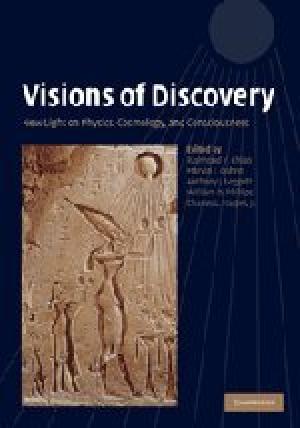 Visions of Discovery
New Light on Physics, Cosmology, and Consciousness
Edited by
Raymond Y. Chiao
Marvin L. Cohen
Anthony J. Leggett
William D. Phillips
Charles L. Harper, Jr.
CAMBRIDGE